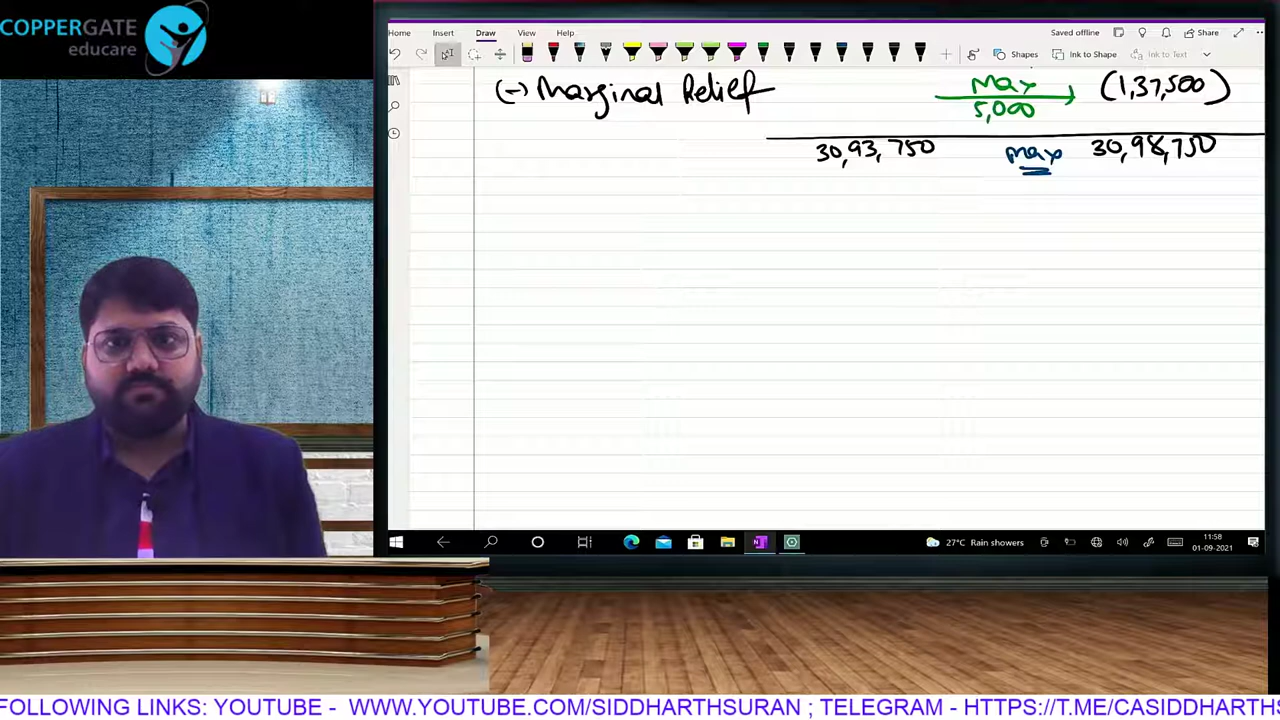 COPPERGATE
educare
Home Insert Draw View Help
Saved offline Share
Shapes Ink to Shape Ink to Text
(-) Marginal Relief Max (1,37,500)
5,000
30,93,750 Max 30,98,750
27°C Rain showers
11:58
01-09-2021
FOLLOWING LINKS: YOUTUBE - WWW.YOUTUBE.COM/SIDDHARTHSURAN ; TELEGRAM - HTTPS://T.ME/CASIDDHARTHS